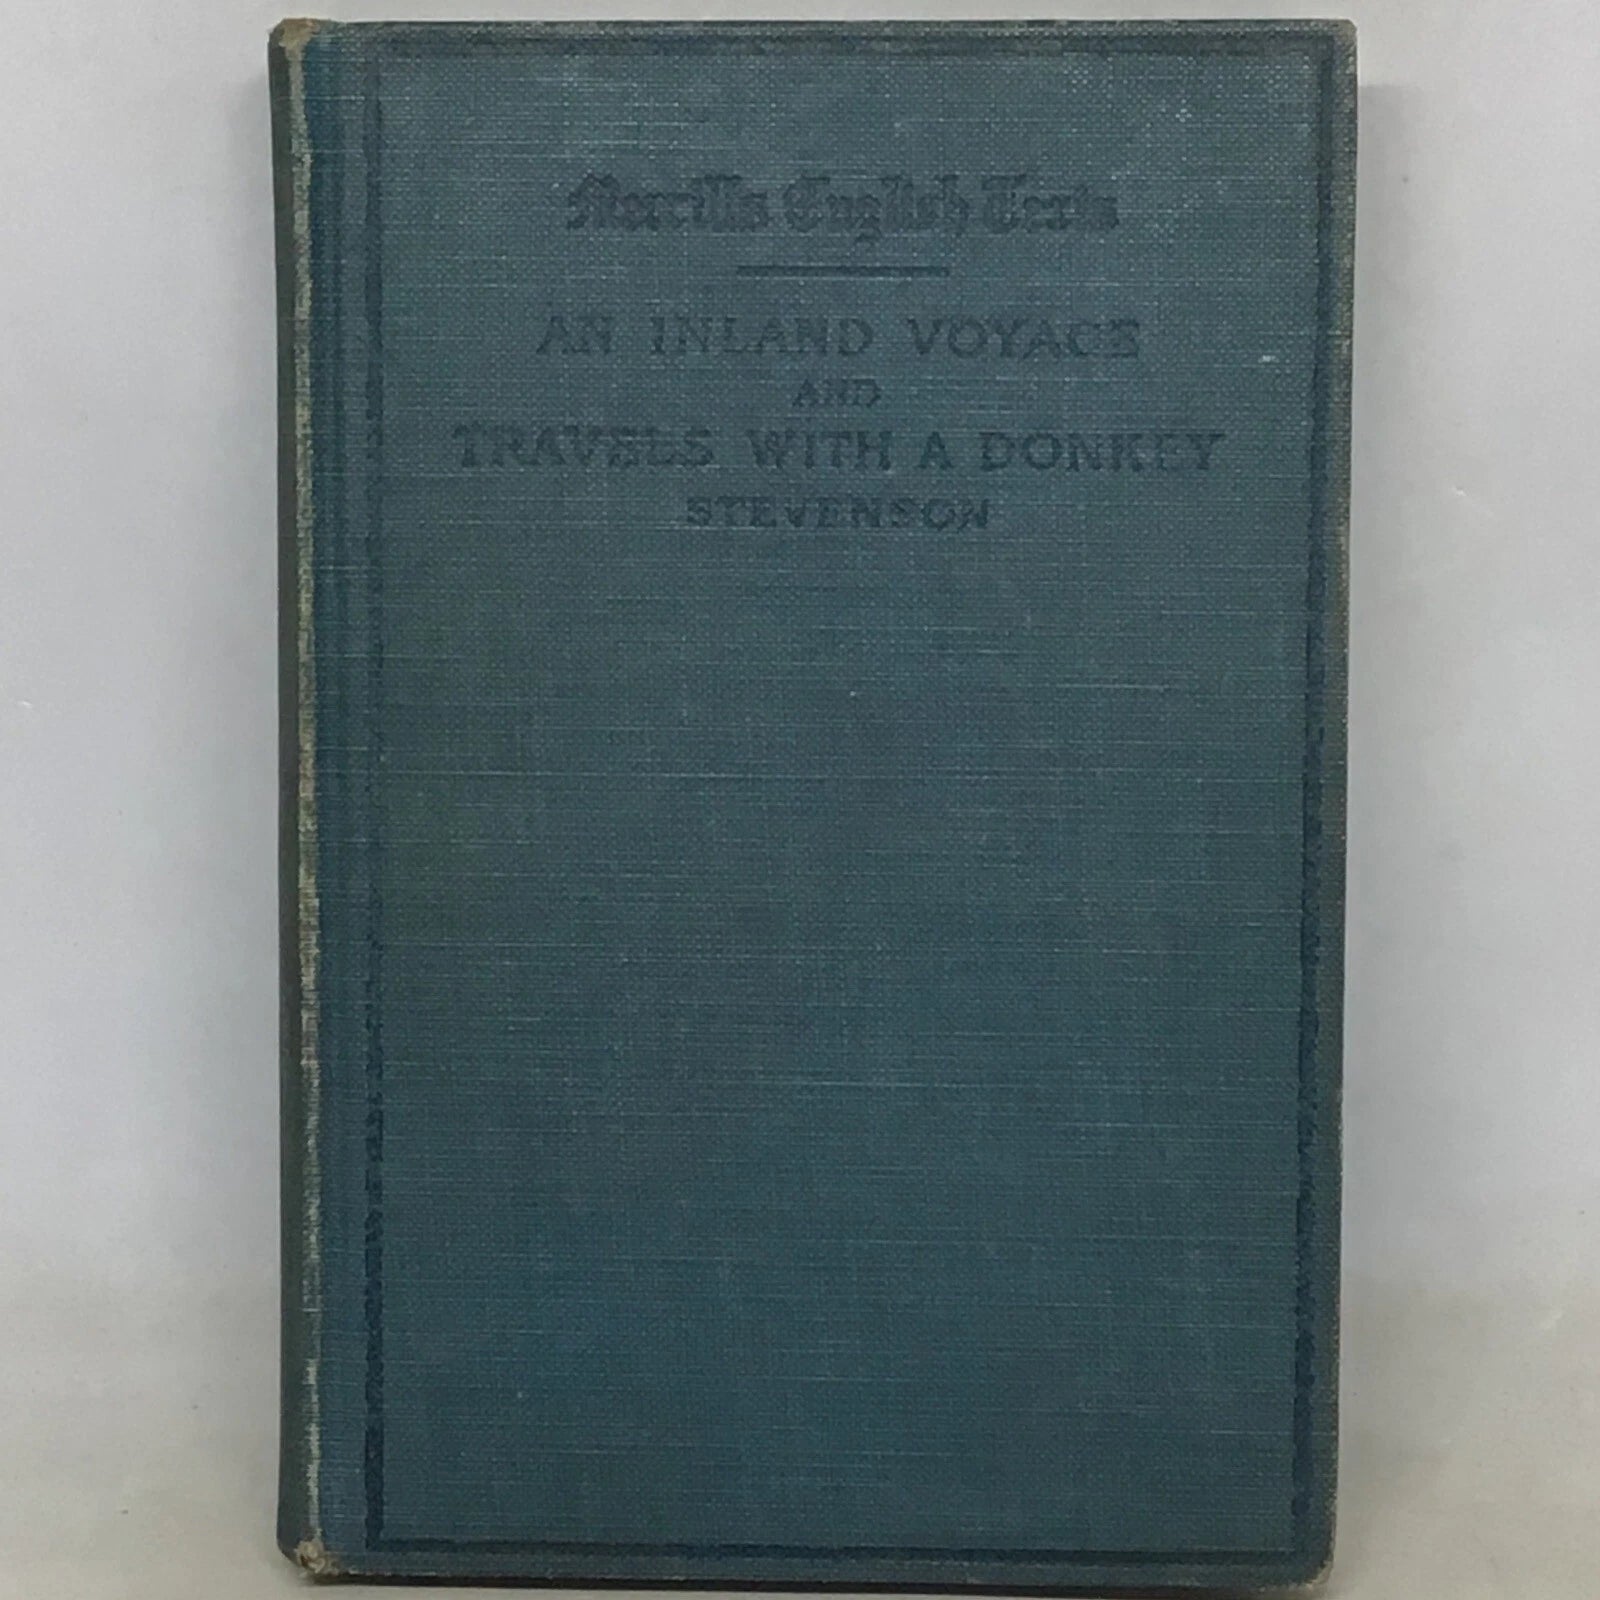 Merrill's English Texts
AN INLAND VOYAGE
AND
TRAVELS WITH A DONKEY
STEVENSON